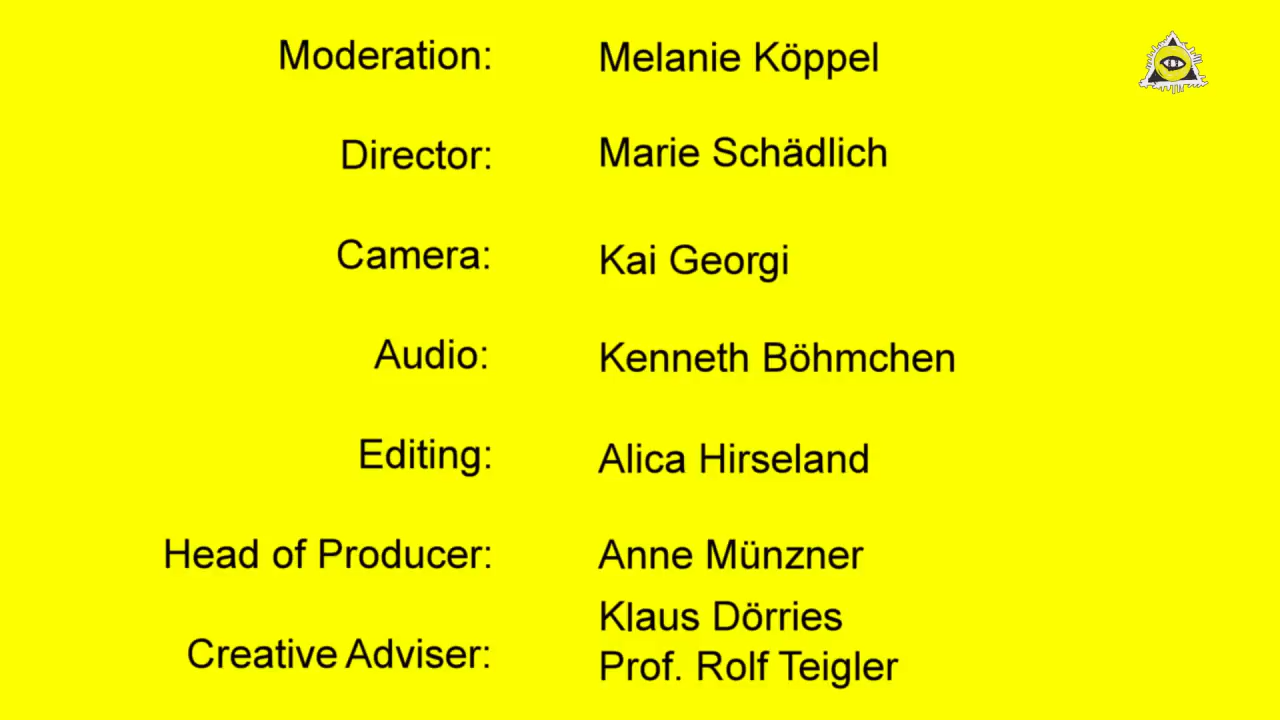 Moderation: Melanie Köppel
Director: Marie Schädlich
Camera: Kai Georgi
Audio: Kenneth Böhmchen
Editing: Alica Hirseland
Head of Producer: Anne Münzner
Klaus Dörries
Creative Adviser: Prof. Rolf Teigler